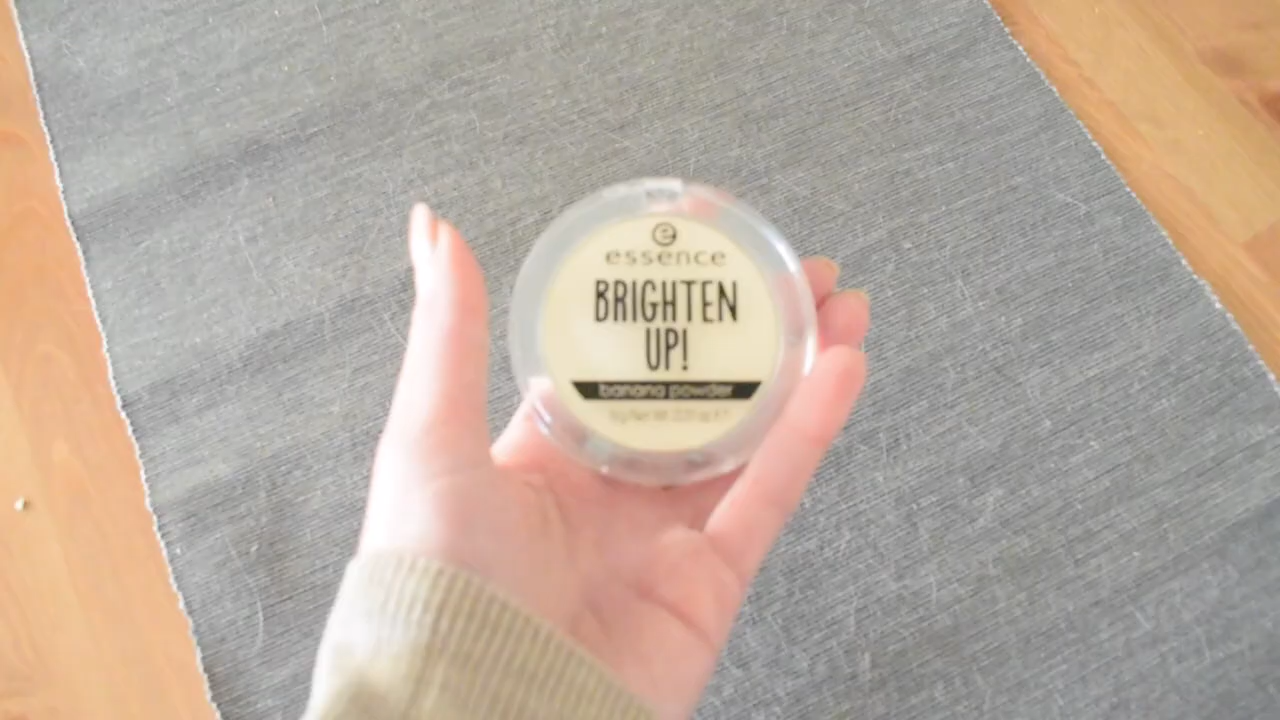 e
essence
BRIGHTEN
UP!
banana powder